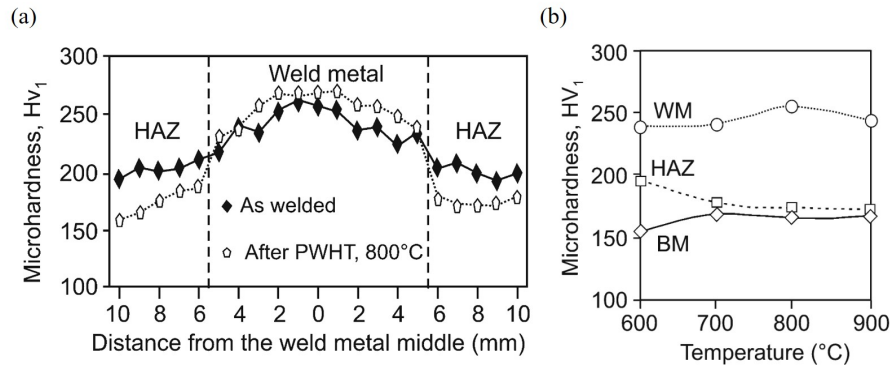 (a)
300
250
200
150
100
Microhardness, Hv1
Weld metal
HAZ
HAZ
As welded
After PWHT, 800°C
10 8 6 4 2 0 2 4 6 8 10
Distance from the weld metal middle (mm)
(b)
300
250
200
150
100
Microhardness, HV1
WM
HAZ
BM
600 700 800 900
Temperature (°C)